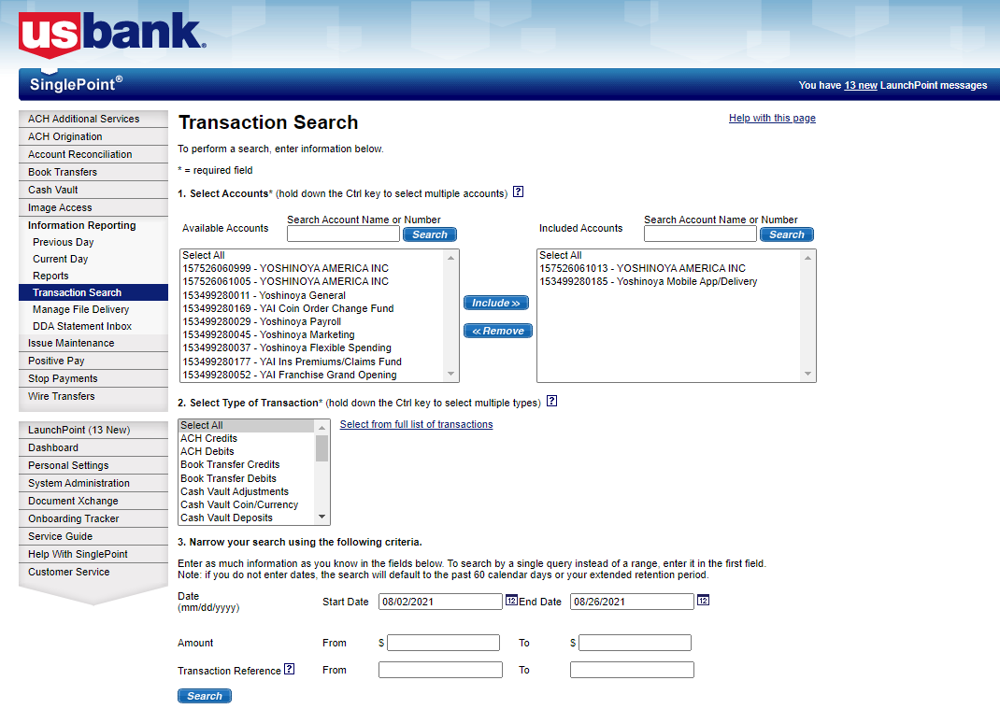 usbank.
SinglePoint®
You have 13 new LaunchPoint messages
ACH Additional Services
ACH Origination
Account Reconciliation
Book Transfers
Cash Vault
Image Access
Information Reporting
Previous Day
Current Day
Reports
Transaction Search
Manage File Delivery
DDA Statement Inbox
Issue Maintenance
Positive Pay
Stop Payments
Wire Transfers
LaunchPoint (13 New)
Dashboard
Personal Settings
System Administration
Document Xchange
Onboarding Tracker
Service Guide
Help With SinglePoint
Customer Service
Transaction Search
Help with this page
To perform a search, enter information below.
* = required field
1. Select Accounts* (hold down the Ctrl key to select multiple accounts) ?
Available Accounts
Search Account Name or Number
Search
Select All
157526060999 - YOSHINOYA AMERICA INC
157526061005 - YOSHINOYA AMERICA INC
153499280011 - Yoshinoya General
153499280169 - YAI Coin Order Change Fund
153499280029 - Yoshinoya Payroll
153499280045 - Yoshinoya Marketing
153499280037 - Yoshinoya Flexible Spending
153499280177 - YAI Ins Premiums/Claims Fund
153499280052 - YAI Franchise Grand Opening
Include >>
<< Remove
Included Accounts
Search Account Name or Number
Search
Select All
157526061013 - YOSHINOYA AMERICA INC
153499280185 - Yoshinoya Mobile App/Delivery
2. Select Type of Transaction* (hold down the Ctrl key to select multiple types) ?
Select All
ACH Credits
ACH Debits
Book Transfer Credits
Book Transfer Debits
Cash Vault Adjustments
Cash Vault Coin/Currency
Cash Vault Deposits
Select from full list of transactions
3. Narrow your search using the following criteria.
Enter as much information as you know in the fields below. To search by a single query instead of a range, enter it in the first field.
Note: if you do not enter dates, the search will default to the past 60 calendar days or your extended retention period.
Date
(mm/dd/yyyy)
Start Date 08/02/2021 12 End Date 08/26/2021 12
Amount From $ To $
Transaction Reference ? From To
Search